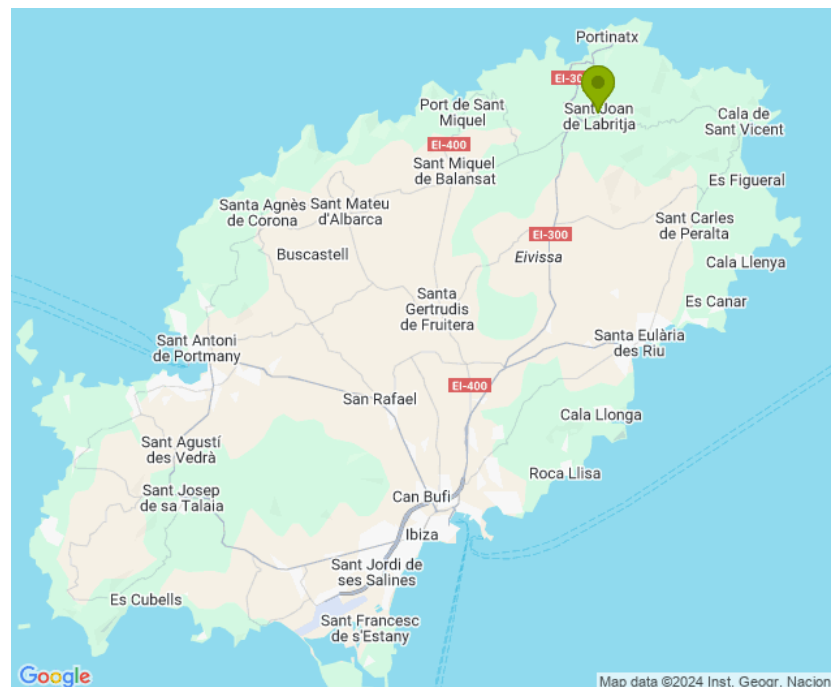 Portinatx
EI-30
Sant Joan
de Labritja
Port de Sant
Miquel
Cala de
Sant Vicent
EI-400
Sant Miquel
de Balansat
Es Figueral
Santa Agnès
de Corona
Sant Mateu
d'Albarca
Sant Carles
de Peralta
EI-300
Buscastell
Eivissa
Cala Llenya
Santa
Gertrudis
de Fruitera
Es Canar
Sant Antoni
de Portmany
Santa Eulària
des Riu
EI-400
San Rafael
Cala Llonga
Sant Agustí
des Vedrà
Roca Llisa
Sant Josep
de sa Talaia
Can Bufi
Ibiza
Sant Jordi de
ses Salines
Es Cubells
Sant Francesc
de s'Estany
Google
Map data ©2024 Inst. Geogr. Nacion